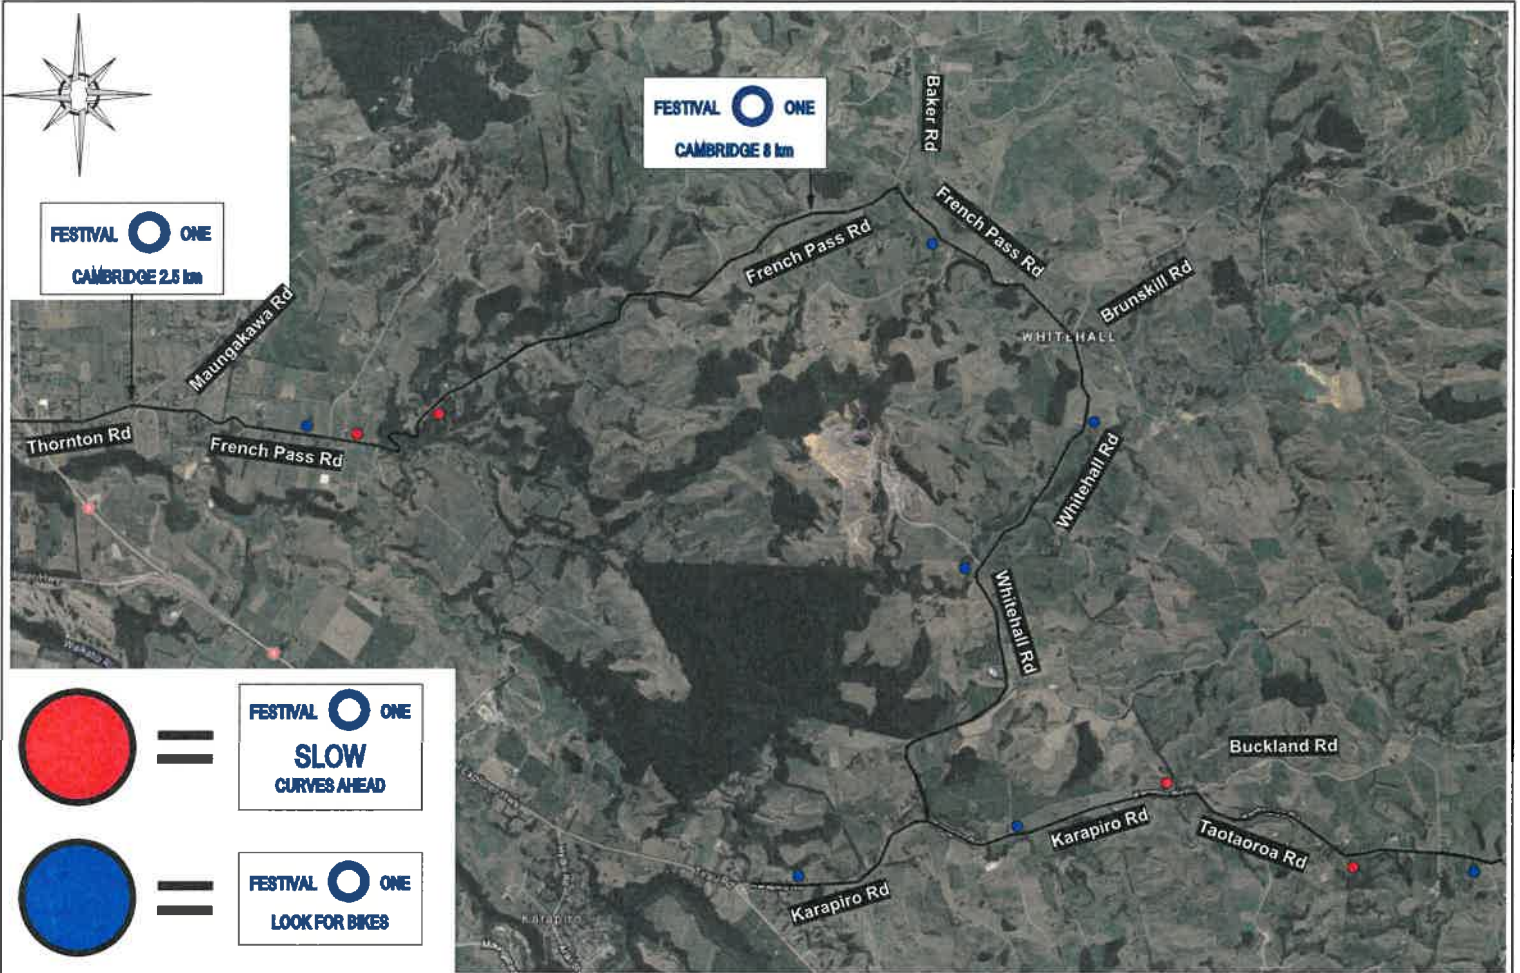 FESTIVAL ONE
CAMBRIDGE 8 km
Baker Rd
FESTIVAL ONE
CAMBRIDGE 2.5 km
French Pass Rd
French Pass Rd
Brunskill Rd
WHITEHALL
Maungakawa Rd
Thornton Rd
French Pass Rd
Whitehall Rd
Whitehall Rd
FESTIVAL ONE
SLOW
CURVES AHEAD
Buckland Rd
Karapiro Rd
Taotaoroa Rd
FESTIVAL ONE
LOOK FOR BIKES
Karapiro Rd
Karapiro
Waikato R